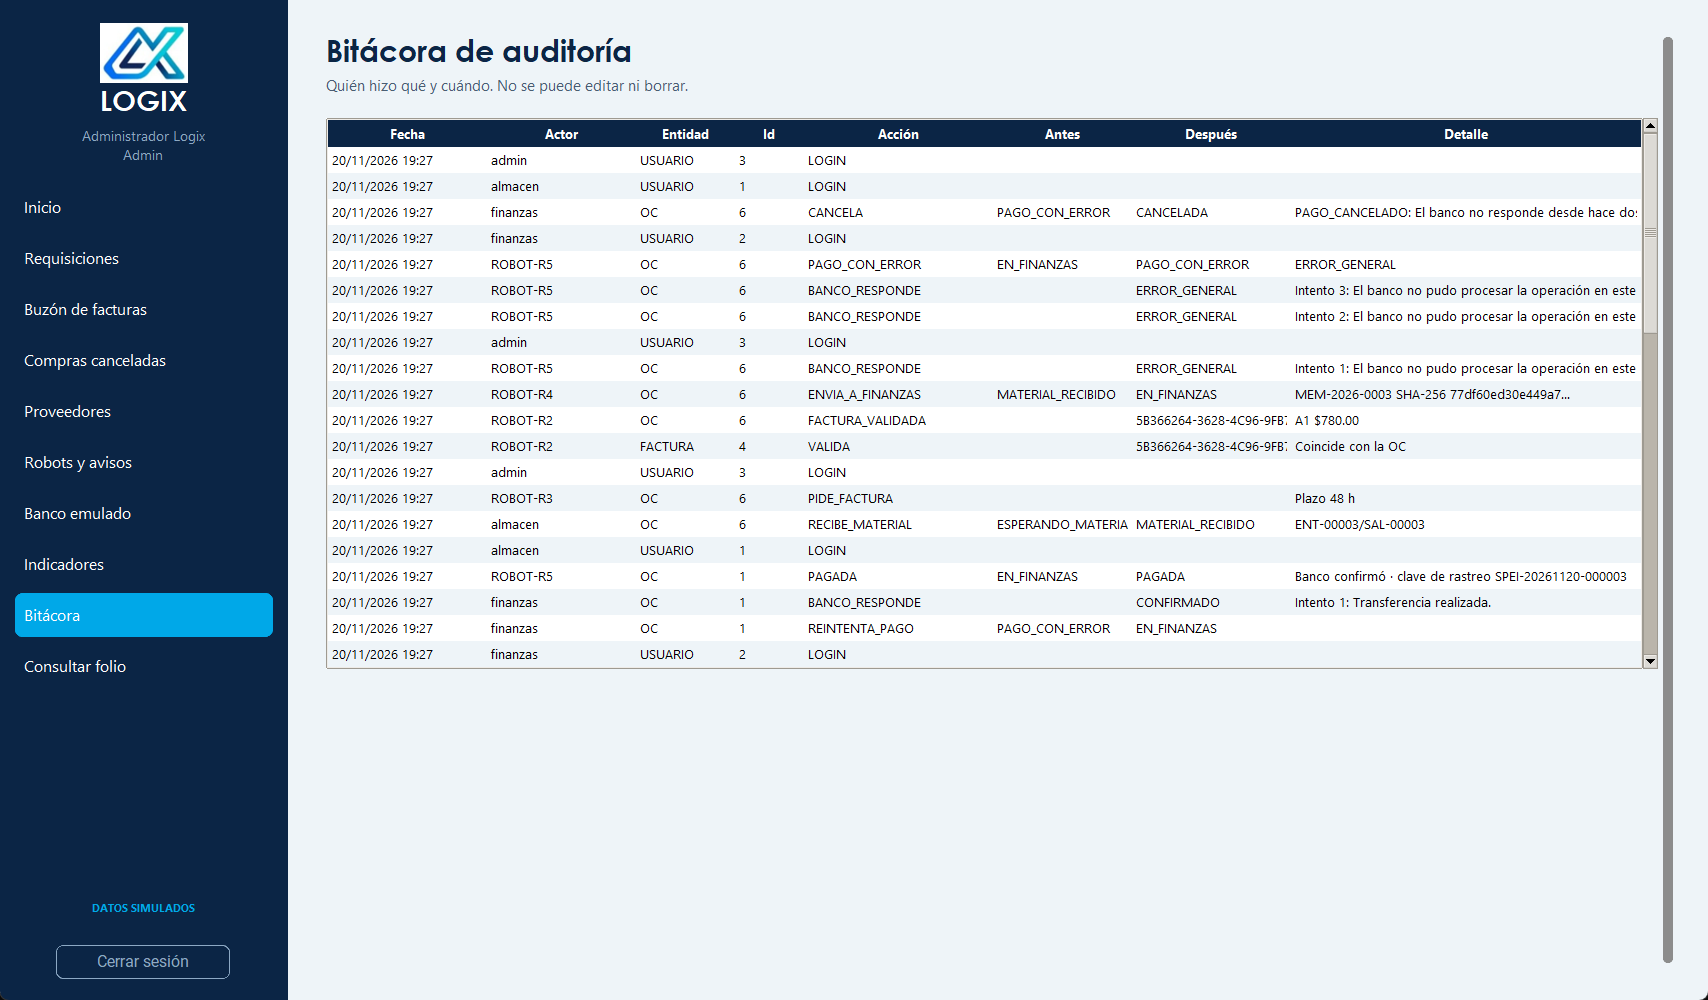 LOGIX
Administrador Logix
Admin
Inicio
Requisiciones
Buzón de facturas
Compras canceladas
Proveedores
Robots y avisos
Banco emulado
Indicadores
Bitácora
Consultar folio
DATOS SIMULADOS
Cerrar sesión
Bitácora de auditoría
Quién hizo qué y cuándo. No se puede editar ni borrar.
Fecha Actor Entidad Id Acción Antes Después Detalle
20/11/2026 19:27 admin USUARIO 3 LOGIN
20/11/2026 19:27 almacen USUARIO 1 LOGIN
20/11/2026 19:27 finanzas OC 6 CANCELA PAGO_CON_ERROR CANCELADA PAGO_CANCELADO: El banco no responde desde hace dos
20/11/2026 19:27 finanzas USUARIO 2 LOGIN
20/11/2026 19:27 ROBOT-R5 OC 6 PAGO_CON_ERROR EN_FINANZAS PAGO_CON_ERROR ERROR_GENERAL
20/11/2026 19:27 ROBOT-R5 OC 6 BANCO_RESPONDE ERROR_GENERAL Intento 3: El banco no pudo procesar la operación en este
20/11/2026 19:27 ROBOT-R5 OC 6 BANCO_RESPONDE ERROR_GENERAL Intento 2: El banco no pudo procesar la operación en este
20/11/2026 19:27 admin USUARIO 3 LOGIN
20/11/2026 19:27 ROBOT-R5 OC 6 BANCO_RESPONDE ERROR_GENERAL Intento 1: El banco no pudo procesar la operación en este
20/11/2026 19:27 ROBOT-R4 OC 6 ENVIA_A_FINANZAS MATERIAL_RECIBIDO EN_FINANZAS MEM-2026-0003 SHA-256 77df60ed30e449a7...
20/11/2026 19:27 ROBOT-R2 OC 6 FACTURA_VALIDADA 5B366264-3628-4C96-9FB7 A1 $780.00
20/11/2026 19:27 ROBOT-R2 FACTURA 4 VALIDA 5B366264-3628-4C96-9FB7 Coincide con la OC
20/11/2026 19:27 admin USUARIO 3 LOGIN
20/11/2026 19:27 ROBOT-R3 OC 6 PIDE_FACTURA Plazo 48 h
20/11/2026 19:27 almacen OC 6 RECIBE_MATERIAL ESPERANDO_MATERIA MATERIAL_RECIBIDO ENT-00003/SAL-00003
20/11/2026 19:27 almacen USUARIO 1 LOGIN
20/11/2026 19:27 ROBOT-R5 OC 1 PAGADA EN_FINANZAS PAGADA Banco confirmó · clave de rastreo SPEI-20261120-000003
20/11/2026 19:27 finanzas OC 1 BANCO_RESPONDE CONFIRMADO Intento 1: Transferencia realizada.
20/11/2026 19:27 finanzas OC 1 REINTENTA_PAGO PAGO_CON_ERROR EN_FINANZAS
20/11/2026 19:27 finanzas USUARIO 2 LOGIN